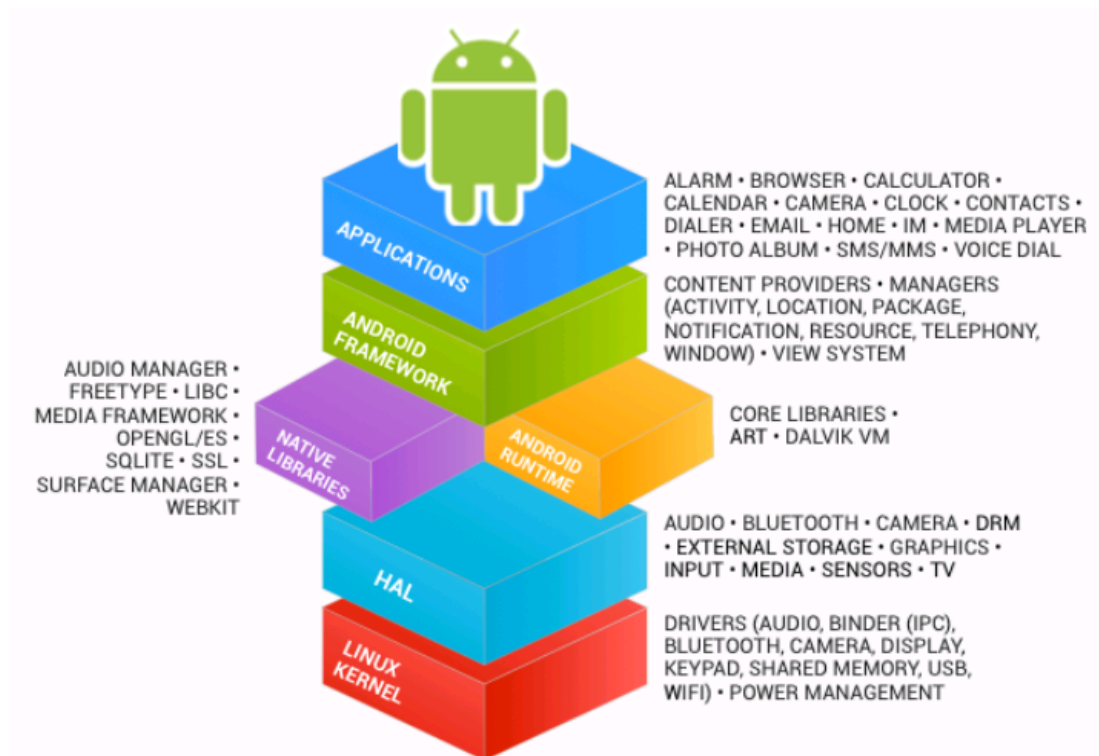 APPLICATIONS
ALARM • BROWSER • CALCULATOR •
CALENDAR • CAMERA • CLOCK • CONTACTS •
DIALER • EMAIL • HOME • IM • MEDIA PLAYER
• PHOTO ALBUM • SMS/MMS • VOICE DIAL
ANDROID
FRAMEWORK
CONTENT PROVIDERS • MANAGERS
(ACTIVITY, LOCATION, PACKAGE,
NOTIFICATION, RESOURCE, TELEPHONY,
WINDOW) • VIEW SYSTEM
AUDIO MANAGER •
FREETYPE • LIBC •
MEDIA FRAMEWORK •
OPENGL/ES •
SQLITE • SSL •
SURFACE MANAGER •
WEBKIT
NATIVE
LIBRARIES
ANDROID
RUNTIME
CORE LIBRARIES •
ART • DALVIK VM
HAL
AUDIO • BLUETOOTH • CAMERA • DRM
• EXTERNAL STORAGE • GRAPHICS •
INPUT • MEDIA • SENSORS • TV
LINUX
KERNEL
DRIVERS (AUDIO, BINDER (IPC),
BLUETOOTH, CAMERA, DISPLAY,
KEYPAD, SHARED MEMORY, USB,
WIFI) • POWER MANAGEMENT